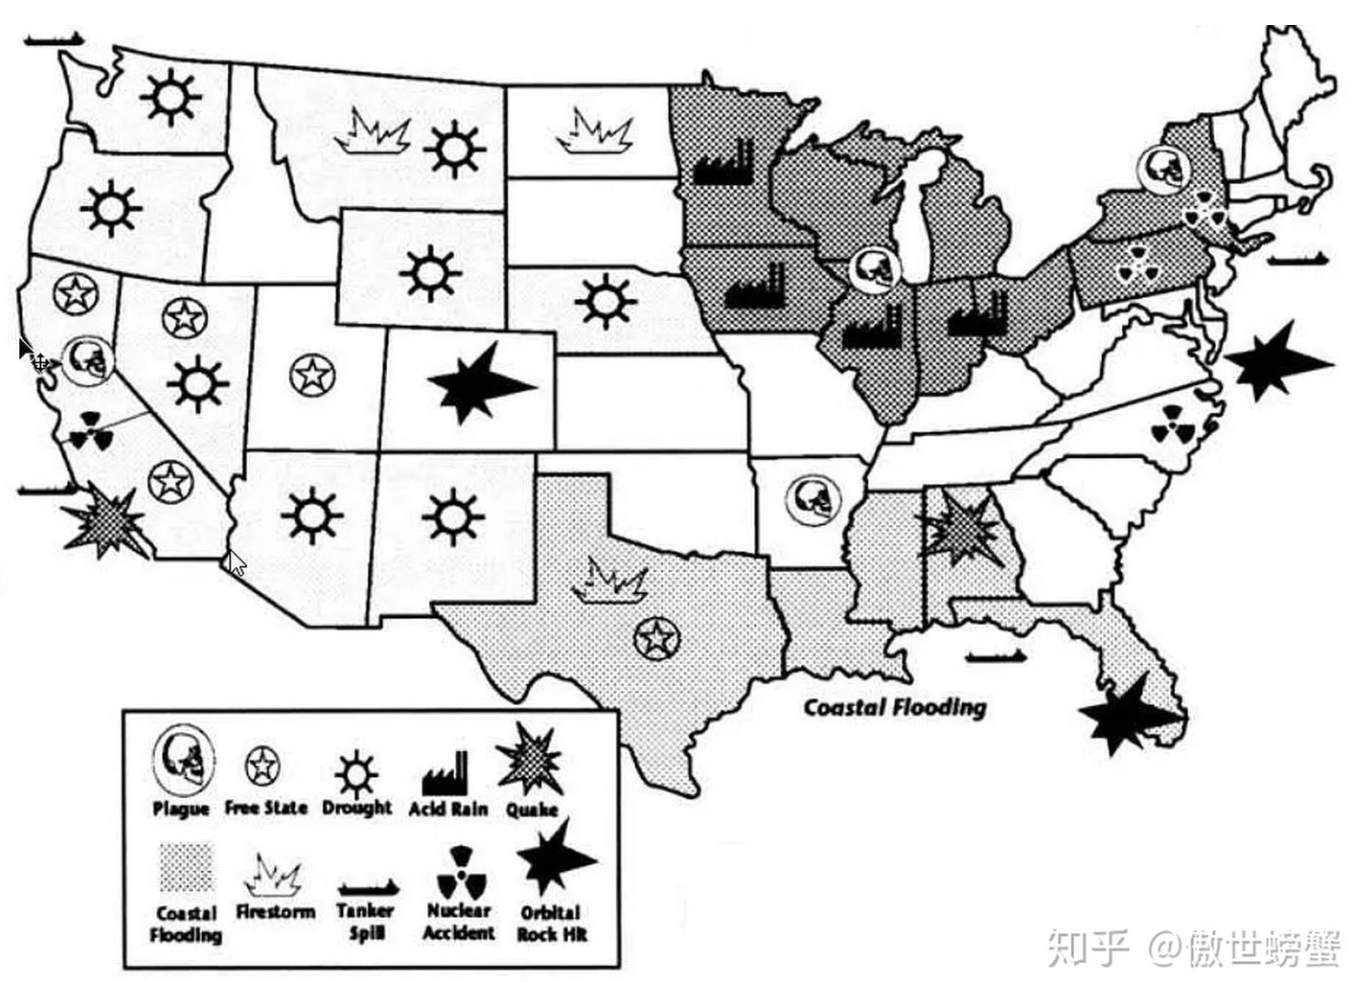 Coastal Flooding
Plague
Free State
Drought
Acid Rain
Quake
Coastal
Flooding
Firestorm
Tanker
Spill
Nuclear
Accident
Orbital
Rock Hit
知乎 @傲世螃蟹